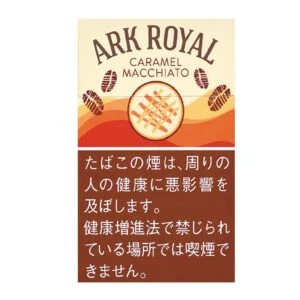 ARK ROYAL
CARAMEL
MACCHIATO
たばこの煙は、周りの
人の健康に悪影響を
及ぼします。
健康増進法で禁じられ
ている場所では喫煙で
きません。